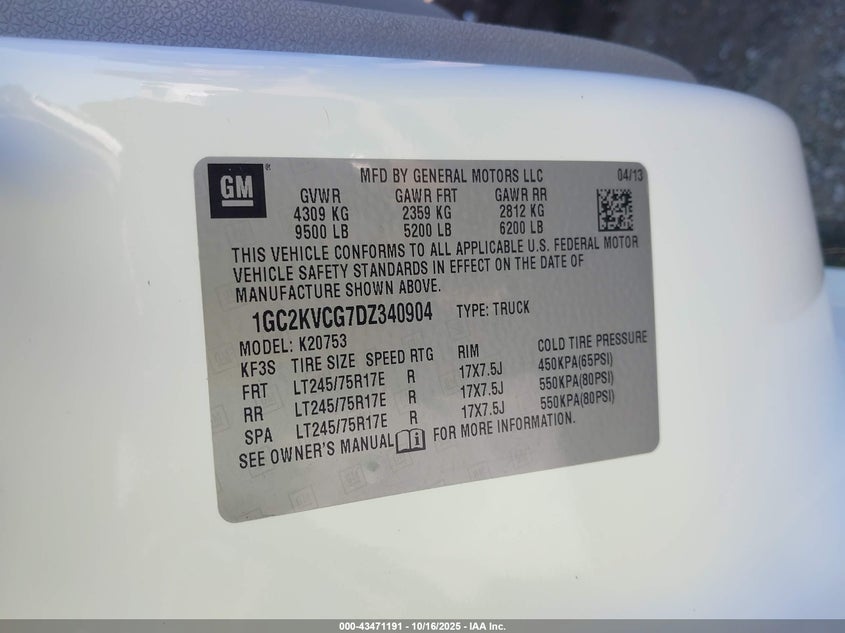 GM
MFD BY GENERAL MOTORS LLC 04/13
GVWR GAWR FRT GAWR RR
4309 KG 2359 KG 2812 KG
9500 LB 5200 LB 6200 LB
THIS VEHICLE CONFORMS TO ALL APPLICABLE U.S. FEDERAL MOTOR
VEHICLE SAFETY STANDARDS IN EFFECT ON THE DATE OF
MANUFACTURE SHOWN ABOVE.
1GC2KVCG7DZ340904 TYPE: TRUCK
MODEL: K20753
KF3S TIRE SIZE SPEED RTG RIM COLD TIRE PRESSURE
FRT LT245/75R17E R 17X7.5J 450KPA(65PSI)
RR LT245/75R17E R 17X7.5J 550KPA(80PSI)
SPA LT245/75R17E R 17X7.5J 550KPA(80PSI)
SEE OWNER'S MANUAL FOR MORE INFORMATION.
000-43471191 - 10/16/2025 - IAA Inc.